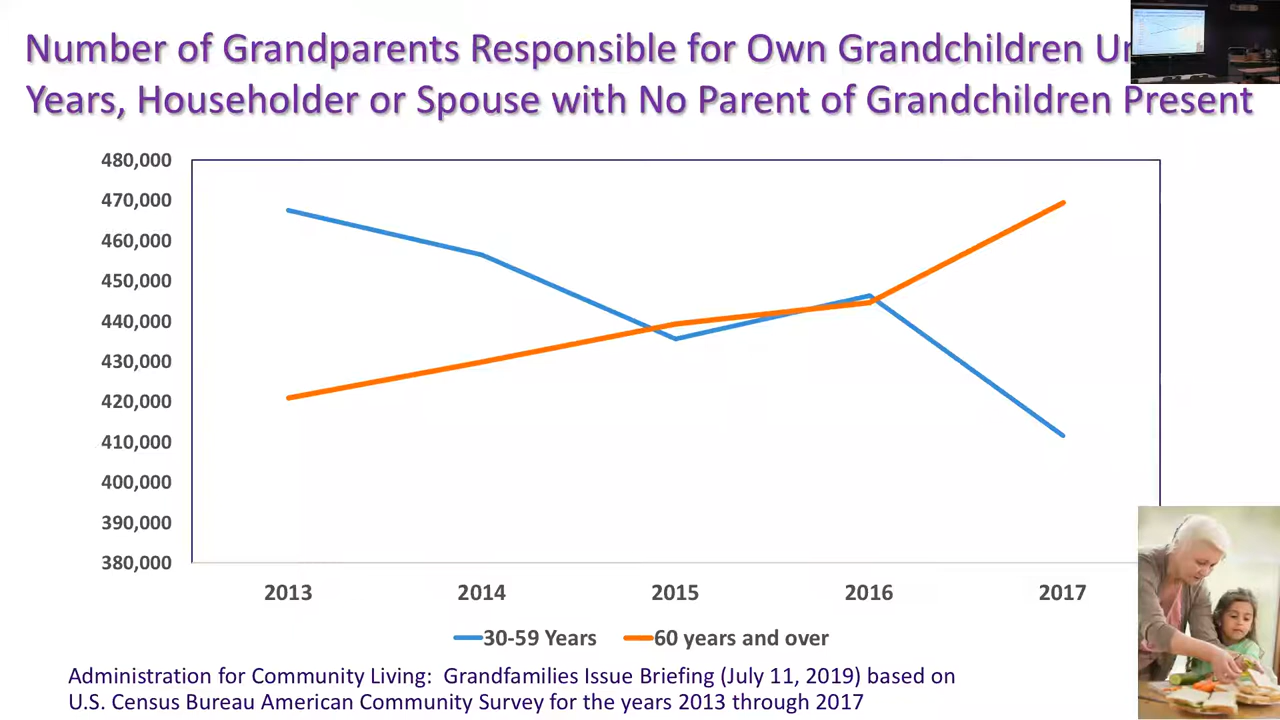 Number of Grandparents Responsible for Own Grandchildren
Years, Householder or Spouse with No Parent of Grandchildren Present
480,000
470,000
460,000
450,000
440,000
430,000
420,000
410,000
400,000
390,000
380,000
2013 2014 2015 2016 2017
30-59 Years 60 years and over
Administration for Community Living: Grandfamilies Issue Briefing (July 11, 2019) based on
U.S. Census Bureau American Community Survey for the years 2013 through 2017